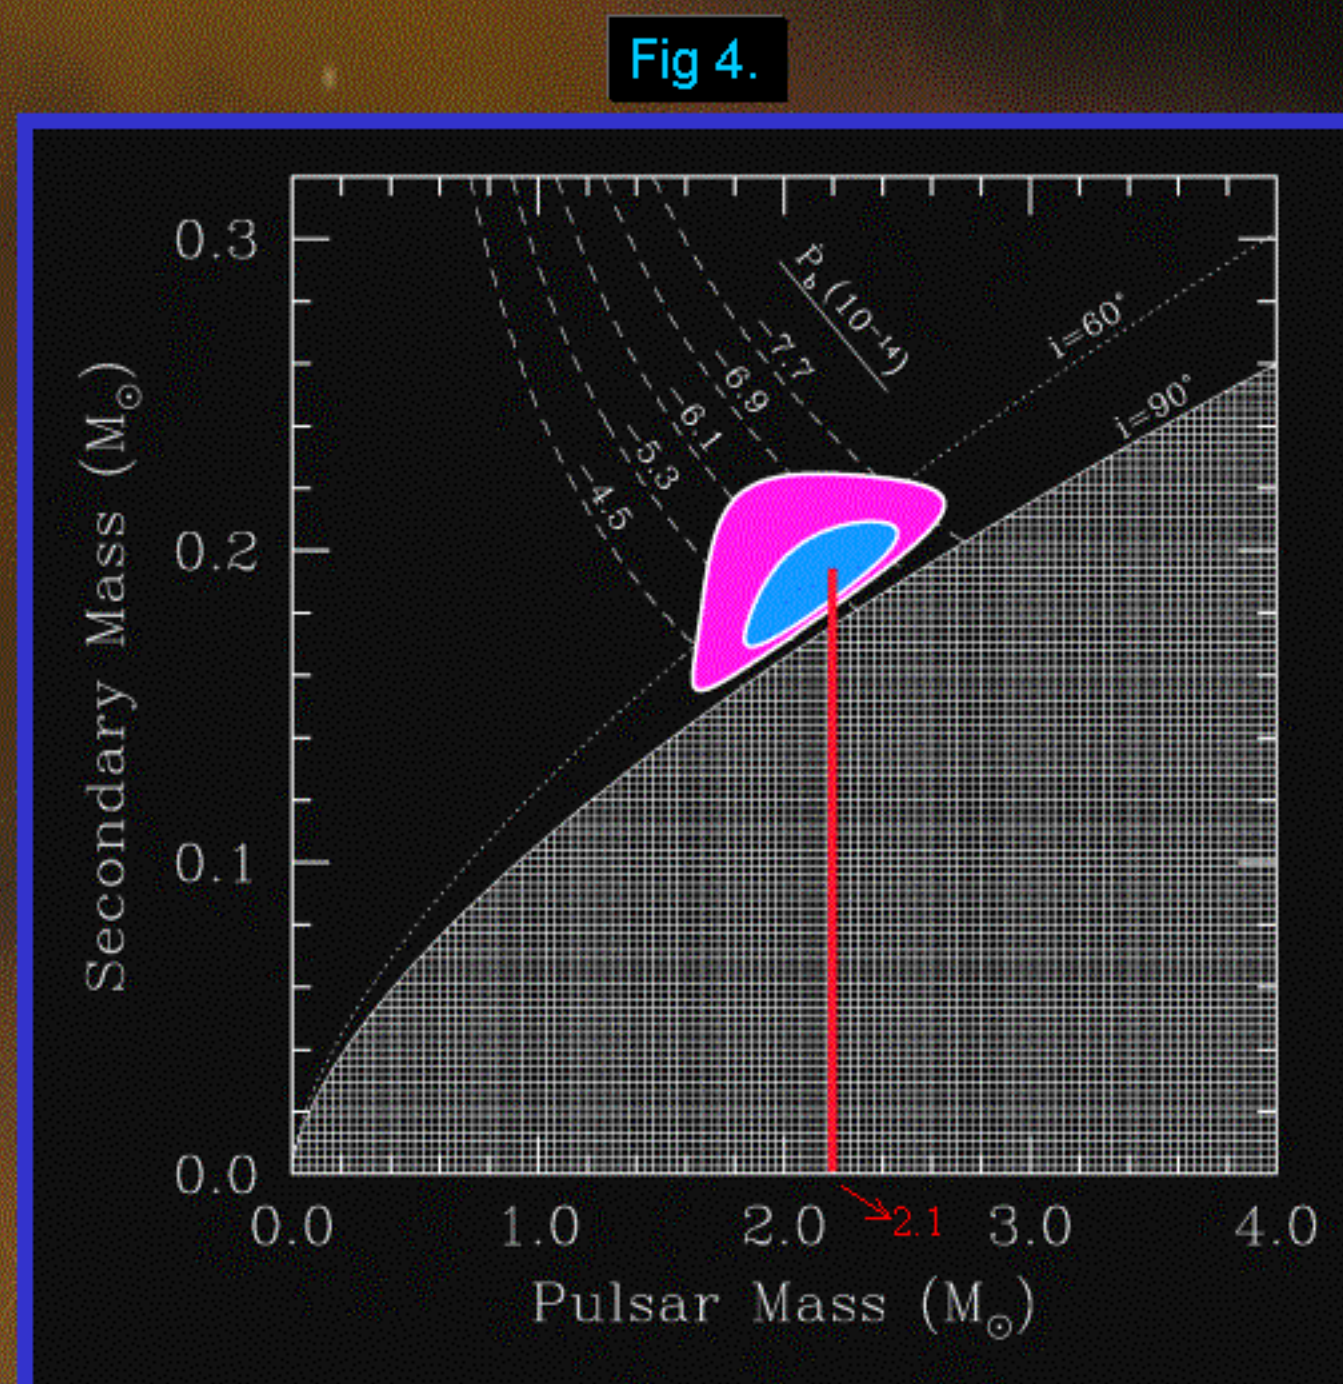 Fig 4.
0.3
0.2
0.1
0.0
Secondary Mass (M☉)
Ṗb (10⁻¹⁴)
−7.7
−6.9
−6.1
−5.3
−4.5
i=60°
i=90°
0.0 1.0 2.0 3.0 4.0
2.1
Pulsar Mass (M☉)